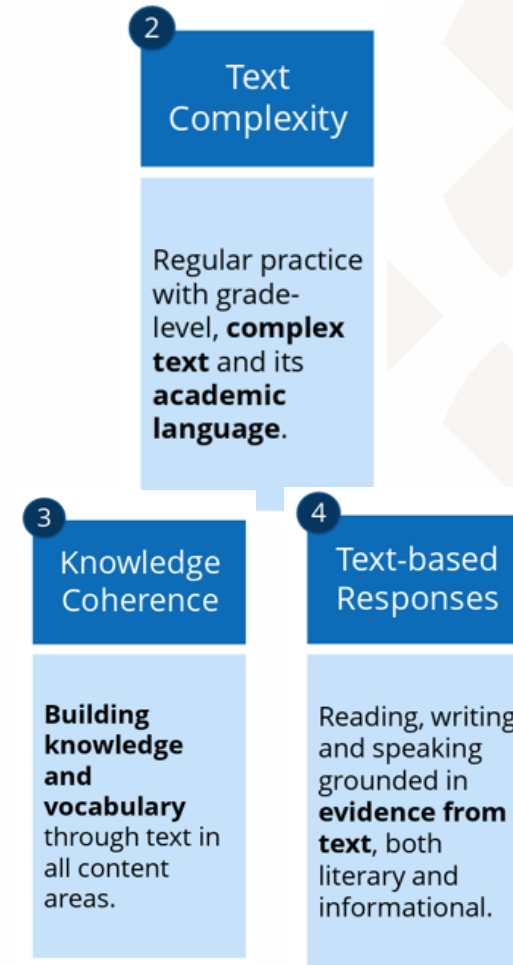 2
Text
Complexity
Regular practice
with grade-
level, complex
text and its
academic
language.
3
Knowledge
Coherence
Building
knowledge
and
vocabulary
through text in
all content
areas.
4
Text-based
Responses
Reading, writing
and speaking
grounded in
evidence from
text, both
literary and
informational.